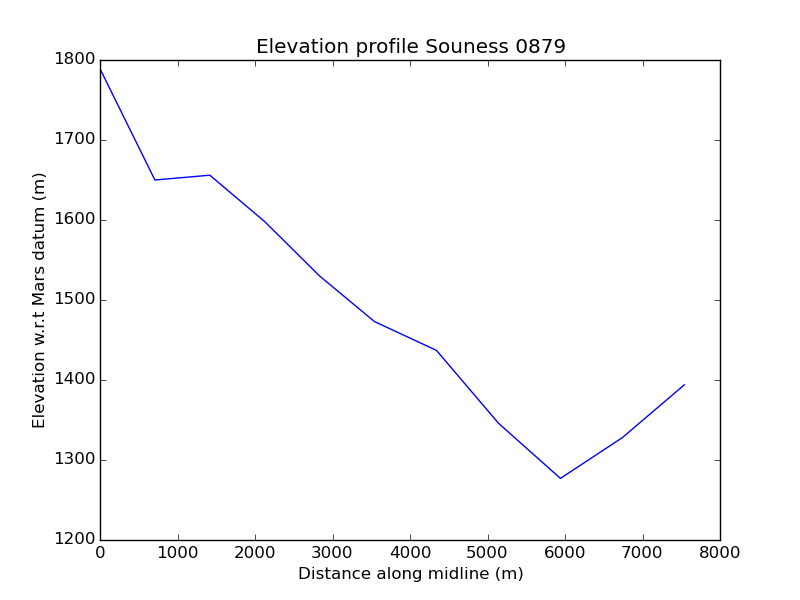 Elevation profile Souness 0879
1800
1700
1600
1500
1400
1300
1200
Elevation w.r.t Mars datum (m)
0 1000 2000 3000 4000 5000 6000 7000 8000
Distance along midline (m)